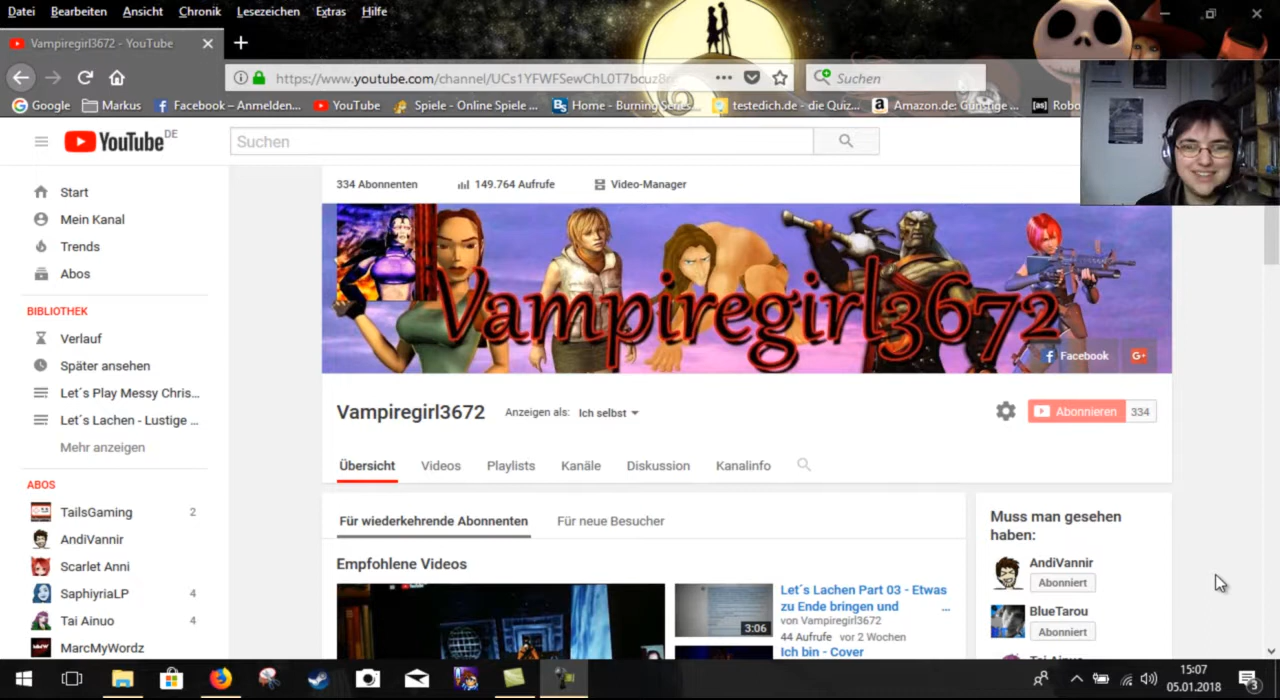 Datei Bearbeiten Ansicht Chronik Lesezeichen Extras Hilfe
Vampiregirl3672 - YouTube
https://www.youtube.com/channel/UCs1YFWFSewChL0T7bcuz8
Suchen
Google Markus Facebook – Anmelden... YouTube Spiele - Online Spiele ... Home - Burning Series... testedich.de - die Quiz... Amazon.de: Günstige ... Robo
YouTube DE
Suchen
334 Abonnenten 149.764 Aufrufe Video-Manager
Start
Mein Kanal
Trends
Abos
BIBLIOTHEK
Verlauf
Später ansehen
Let´s Play Messy Chris...
Let´s Lachen - Lustige ...
Mehr anzeigen
ABOS
TailsGaming 2
AndiVannir
Scarlet Anni
SaphiyriaLP 4
Tai Ainuo 4
MarcMyWordz
Vampiregirl3672
Facebook G+
Vampiregirl3672 Anzeigen als: Ich selbst
Abonnieren 334
Übersicht Videos Playlists Kanäle Diskussion Kanalinfo
Für wiederkehrende Abonnenten Für neue Besucher
Empfohlene Videos
3:06
Let´s Lachen Part 03 - Etwas
zu Ende bringen und ...
von Vampiregirl3672
44 Aufrufe vor 2 Wochen
Ich bin - Cover
Muss man gesehen
haben:
AndiVannir
Abonniert
BlueTarou
Abonniert
15:07
05.01.2018
3